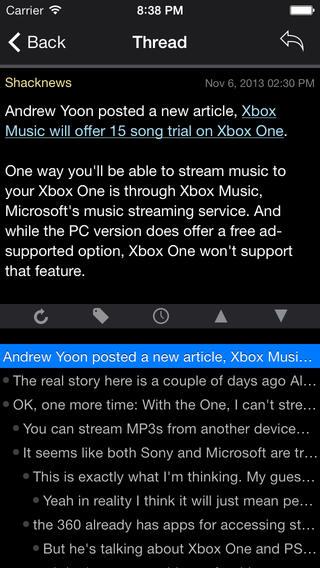 Carrier 8:38 PM
Back Thread
Shacknews Nov 6, 2013 02:30 PM
Andrew Yoon posted a new article, Xbox
Music will offer 15 song trial on Xbox One.
One way you'll be able to stream music to
your Xbox One is through Xbox Music,
Microsoft's music streaming service. And
while the PC version does offer a free ad-
supported option, Xbox One won't support
that feature.
Andrew Yoon posted a new article, Xbox Musi...
The real story here is a couple of days ago Al...
OK, one more time: With the One, I can't stre...
You can stream MP3s from another device...
It seems like both Sony and Microsoft are tr...
This is exactly what I'm thinking. My gues...
Yeah in reality I think it will just mean pe...
the 360 already has apps for accessing st...
But he's talking about Xbox One and PS...